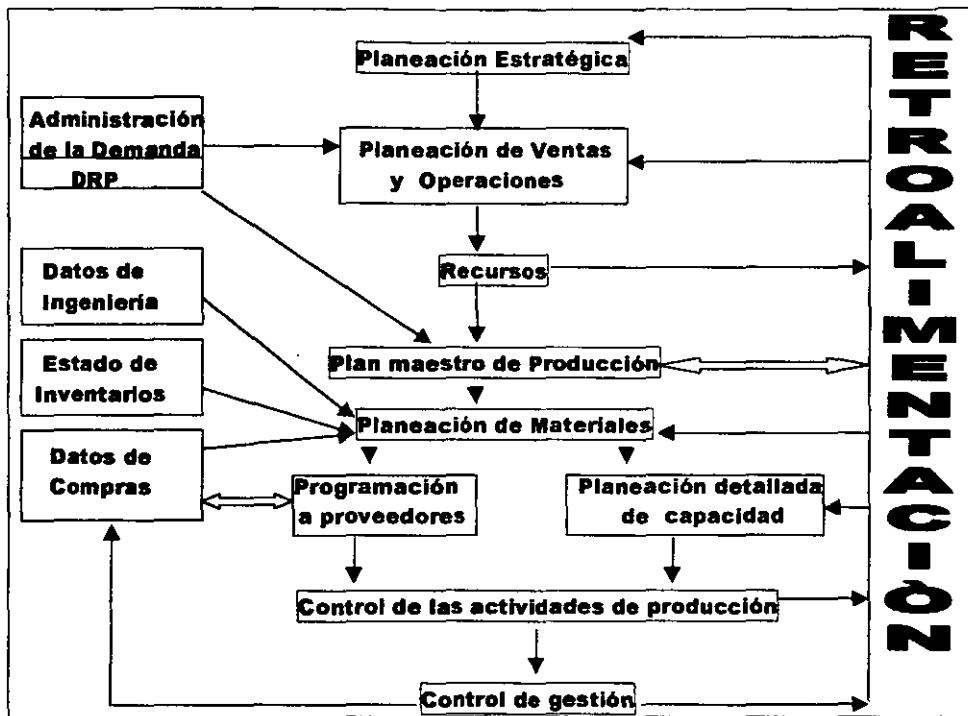 Planeación Estratégica
Administración
de la Demanda
DRP
Planeación de Ventas
y Operaciones
Datos de
Ingeniería
Recursos
Estado de
Inventarios
Plan maestro de Producción
Planeación de Materiales
Datos de
Compras
Programación
a proveedores
Planeación detallada
de capacidad
Control de las actividades de producción
Control de gestión
RETROALIMENTACIÓN